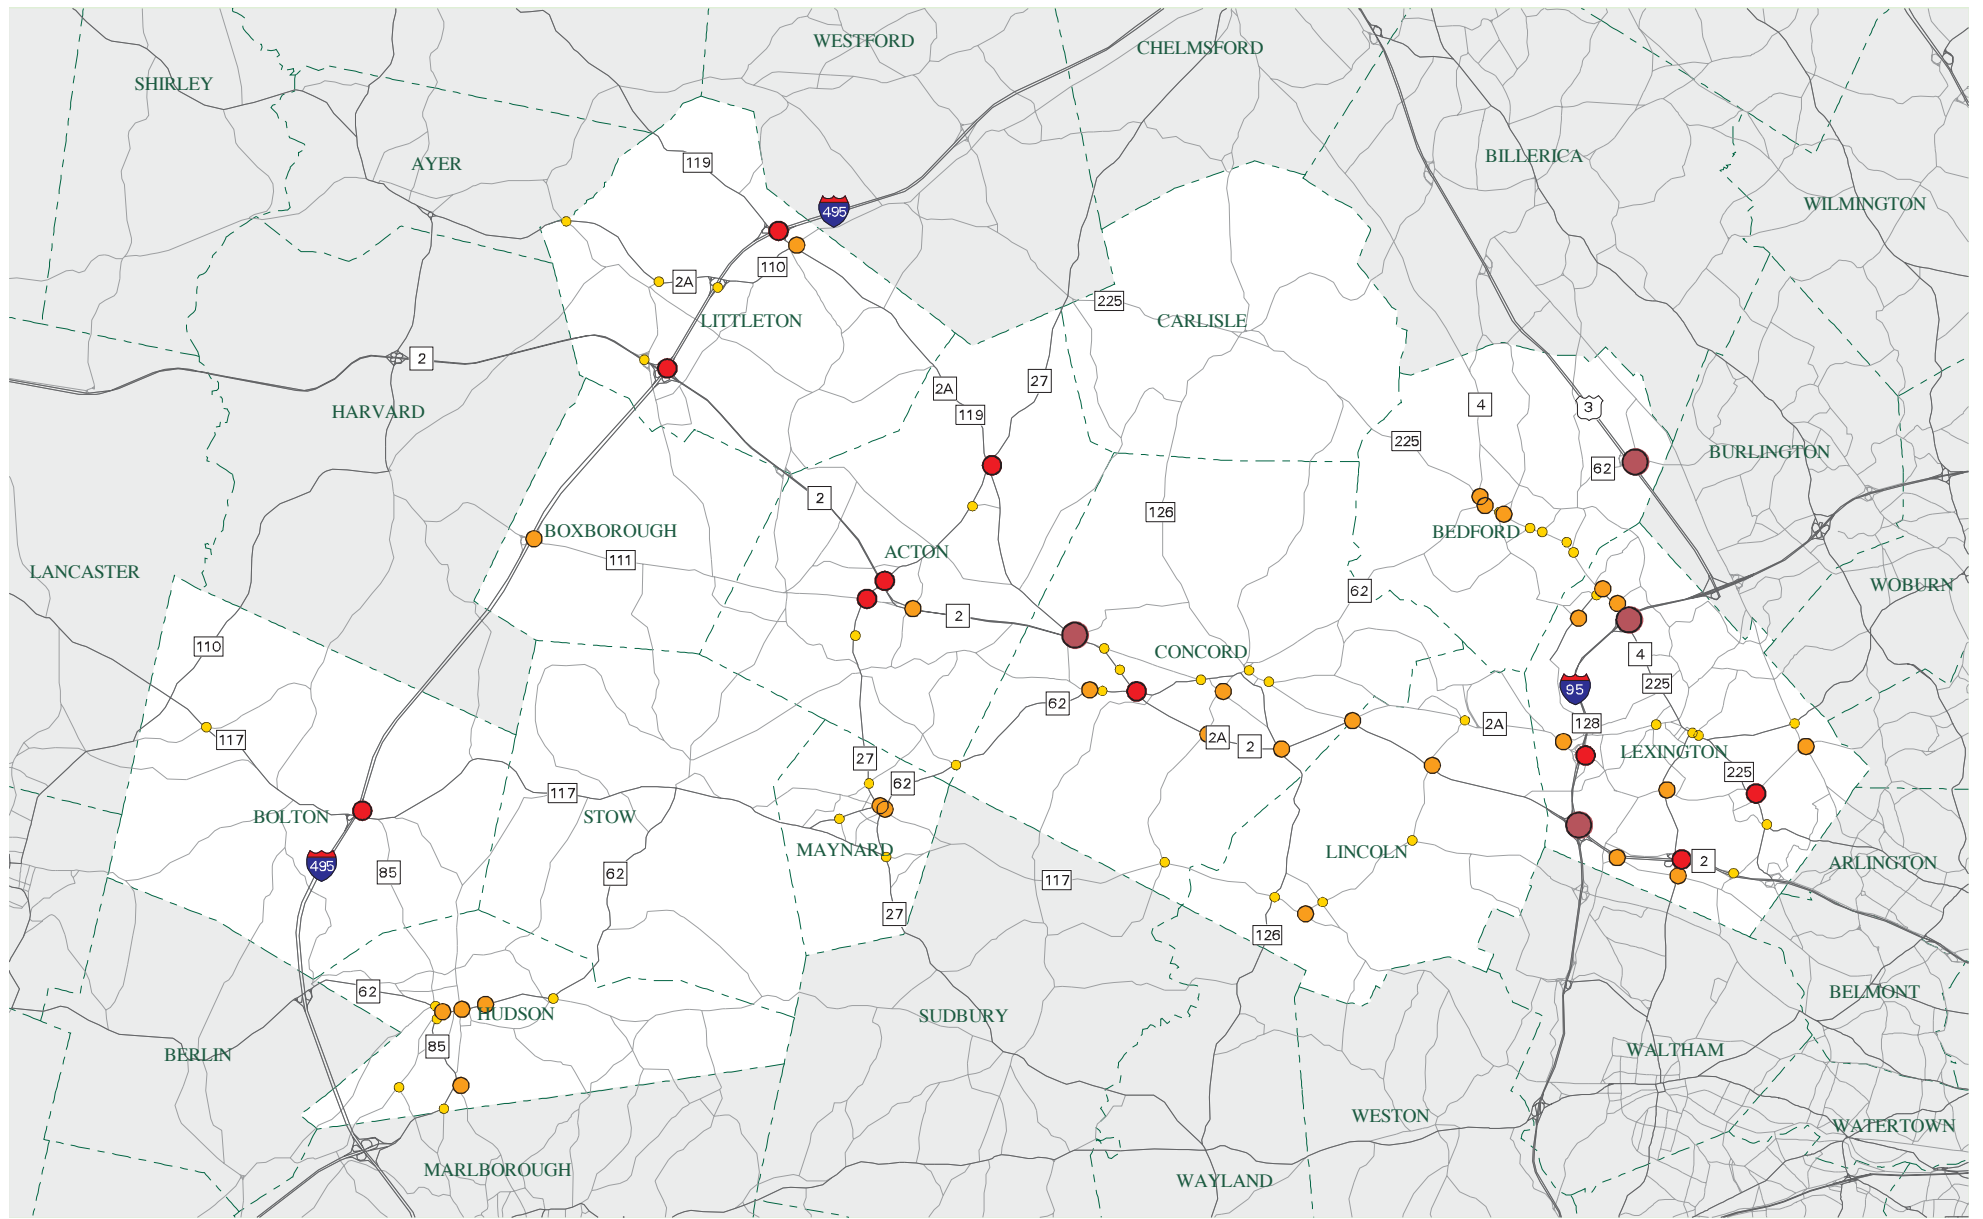 WESTFORD
CHELMSFORD
SHIRLEY
AYER
119
BILLERICA
WILMINGTON
495
110
2A
225
LITTLETON
CARLISLE
2
27
2A
HARVARD
119
4
3
225
BURLINGTON
62
2
126
BOXBOROUGH
BEDFORD
ACTON
111
LANCASTER
WOBURN
62
2
110
CONCORD
4
225
95
62
128
2A
117
2A
2
LEXINGTON
27
225
62
117
BOLTON
STOW
MAYNARD
LINCOLN
2
ARLINGTON
495
85
62
117
27
126
62
BELMONT
HUDSON
SUDBURY
85
BERLIN
WALTHAM
WESTON
WATERTOWN
MARLBOROUGH
WAYLAND